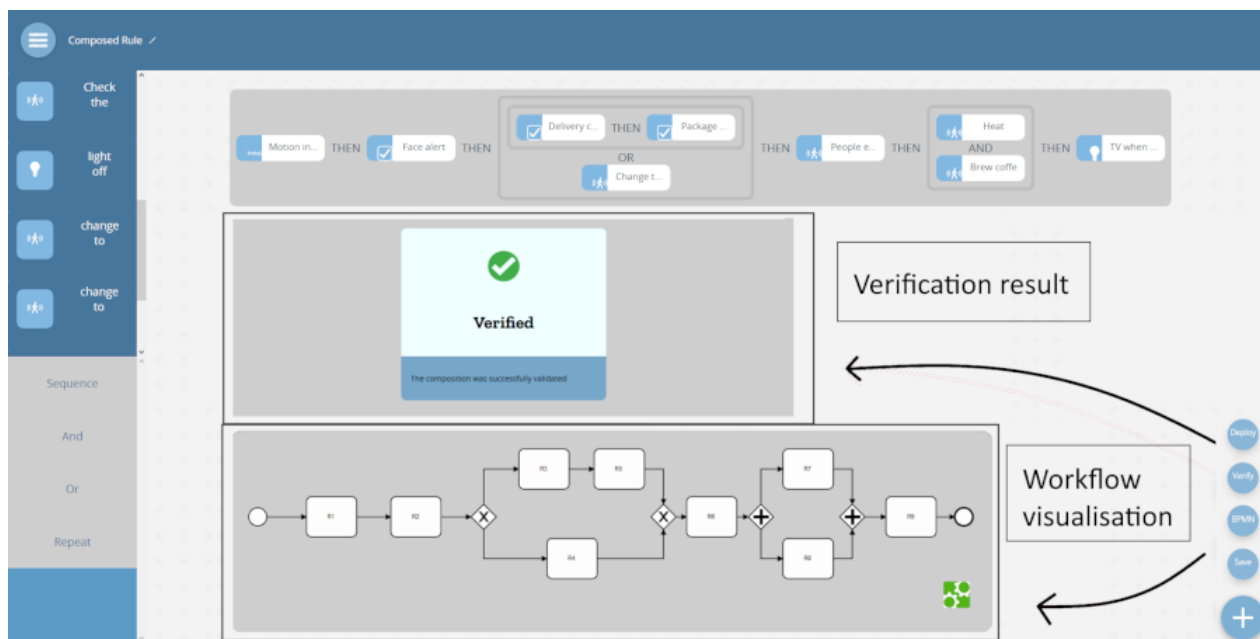 Composed Rule
Check
the
light
off
change
to
change
to
Sequence
And
Or
Repeat
Motion in...
THEN
Face alert
THEN
Delivery c...
THEN
Package ...
OR
Change t...
THEN
People e...
THEN
Heat
AND
Brew coffe
THEN
TV when ...
Verified
The composition was successfully validated
Verification result
R1
R2
X
R3
R5
R4
X
R6
R7
R8
R9
Workflow
visualisation
Deploy
Verify
BPMN
Save